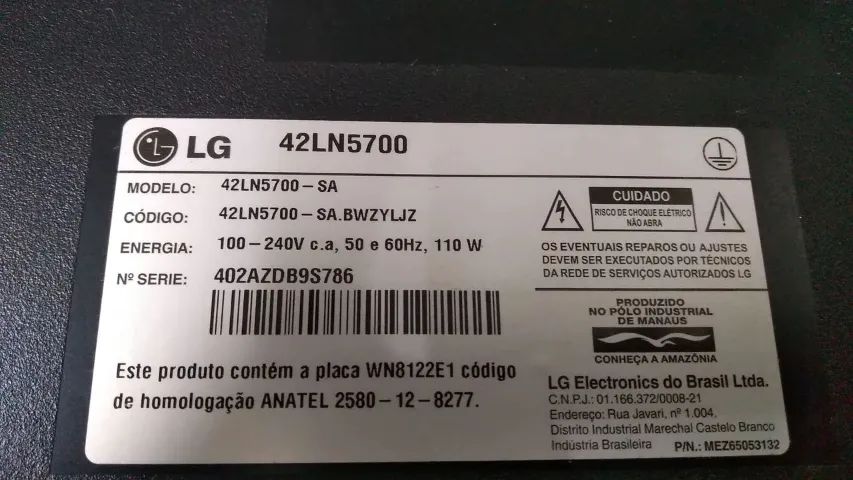 LG 42LN5700
MODELO: 42LN5700-SA
CÓDIGO: 42LN5700-SA.BWZYLJZ
ENERGIA: 100-240V c.a, 50 e 60Hz, 110 W
Nº SERIE: 402AZDB9S786
Este produto contém a placa WN8122E1 código
de homologação ANATEL 2580-12-8277.
CUIDADO
RISCO DE CHOQUE ELÉTRICO
NÃO ABRA
OS EVENTUAIS REPAROS OU AJUSTES
DEVEM SER EXECUTADOS POR TÉCNICOS
DA REDE DE SERVIÇOS AUTORIZADOS LG
PRODUZIDO
NO PÓLO INDUSTRIAL
DE MANAUS
CONHEÇA A AMAZÔNIA
LG Electronics do Brasil Ltda.
C.N.P.J.: 01.166.372/0008-21
Endereço: Rua Javari, nº 1.004.
Distrito Industrial Marechal Castelo Branco
Indústria Brasileira P/N.: MEZ65053132